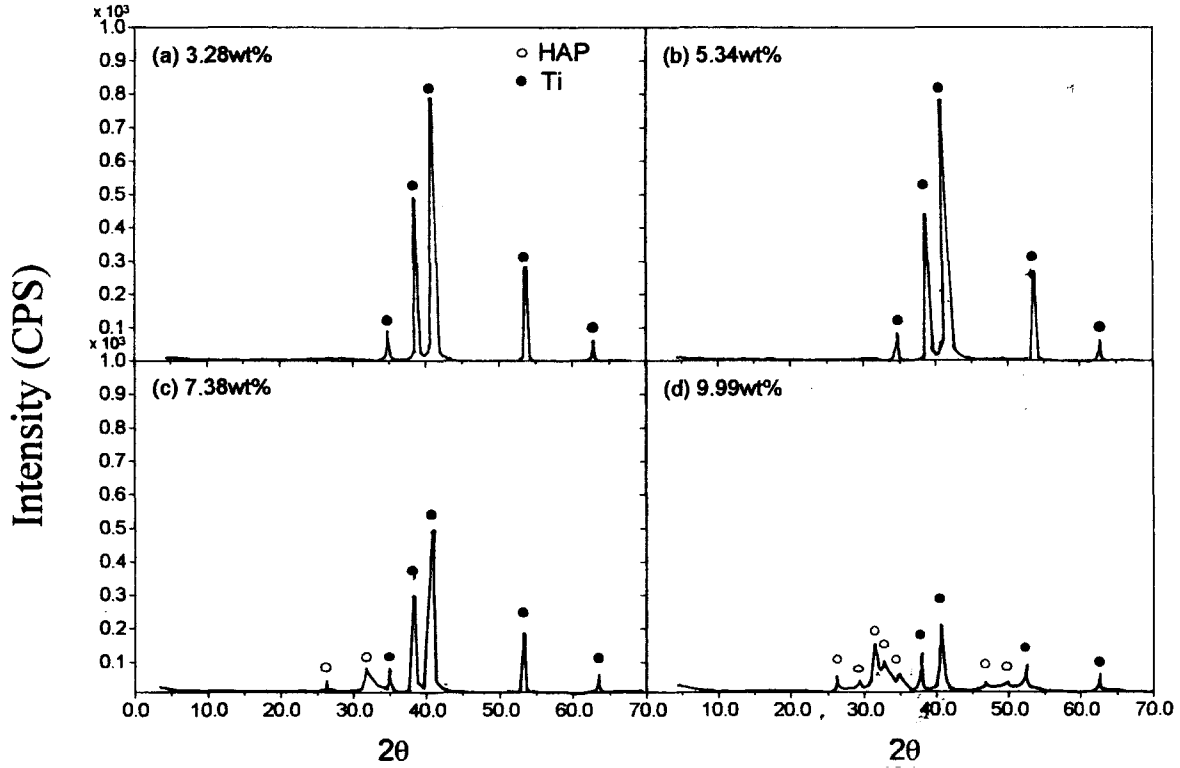 x 10³
1.0
0.9
0.8
0.7
0.6
0.5
0.4
0.3
0.2
0.1
(a) 3.28wt%
○ HAP
● Ti
(b) 5.34wt%
x 10³
1.0
0.9
0.8
0.7
0.6
0.5
0.4
0.3
0.2
0.1
(c) 7.38wt%
(d) 9.99wt%
0.0 10.0 20.0 30.0 40.0 50.0 60.0 70.0 10.0 20.0 30.0 40.0 50.0 60.0 70.0
2θ 2θ
Intensity (CPS)